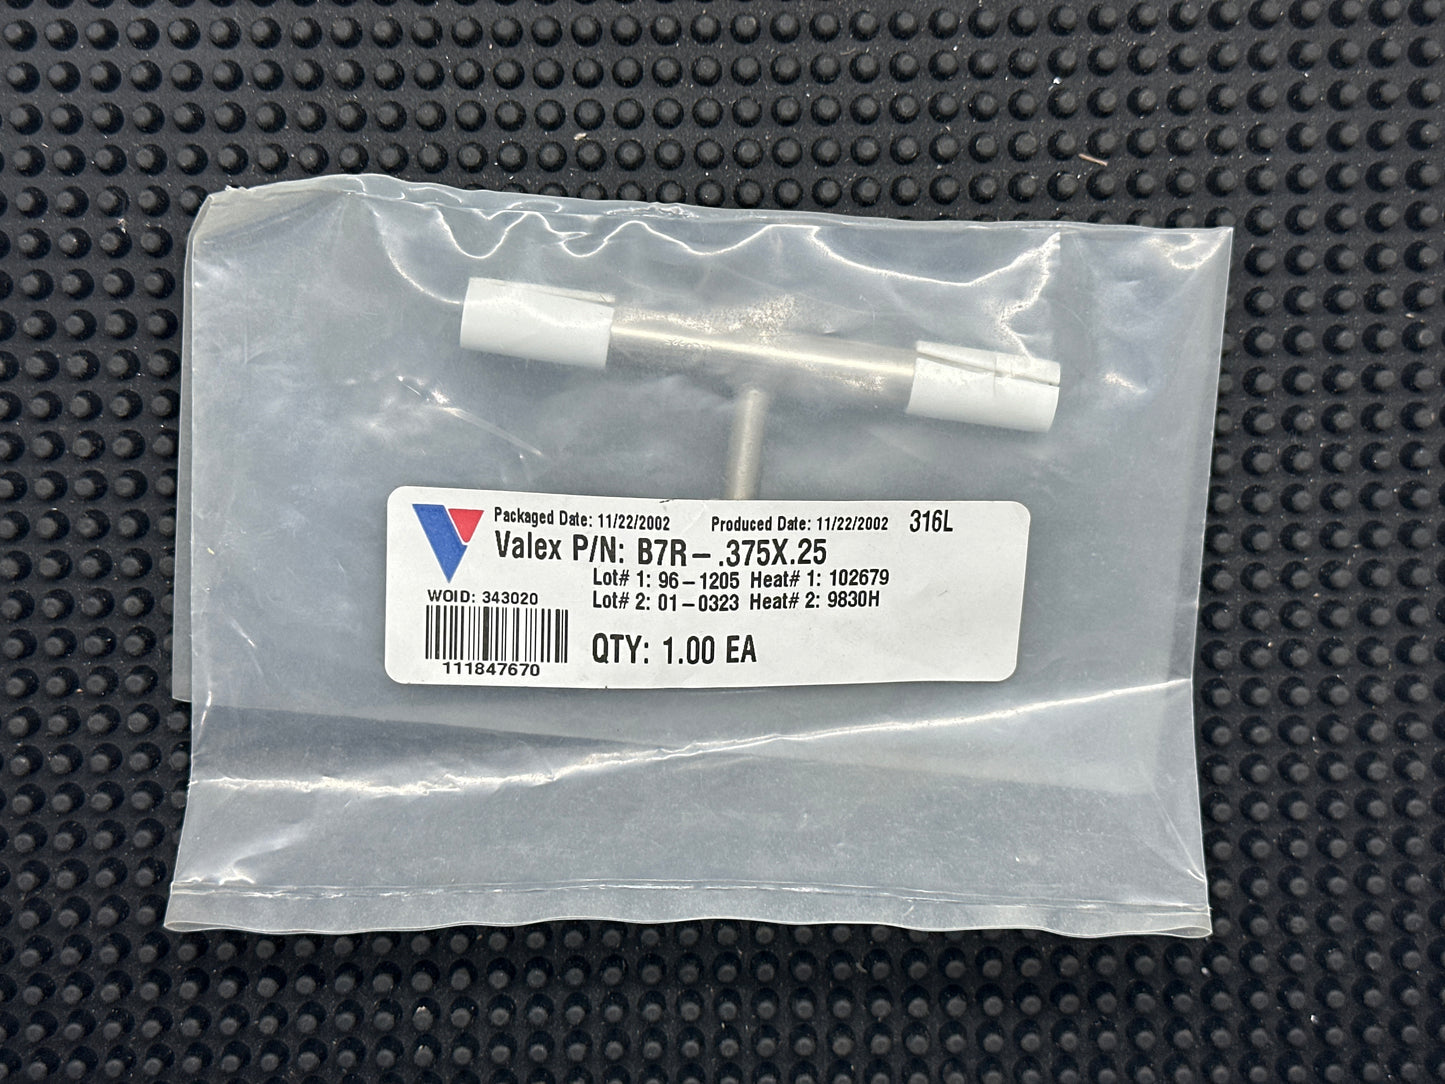 Packaged Date: 11/22/2002 Produced Date: 11/22/2002 316L
Valex P/N: B7R-.375X.25
Lot# 1: 96-1205 Heat# 1: 102679
Lot# 2: 01-0323 Heat# 2: 9830H
WOID: 343020
QTY: 1.00 EA
111847670